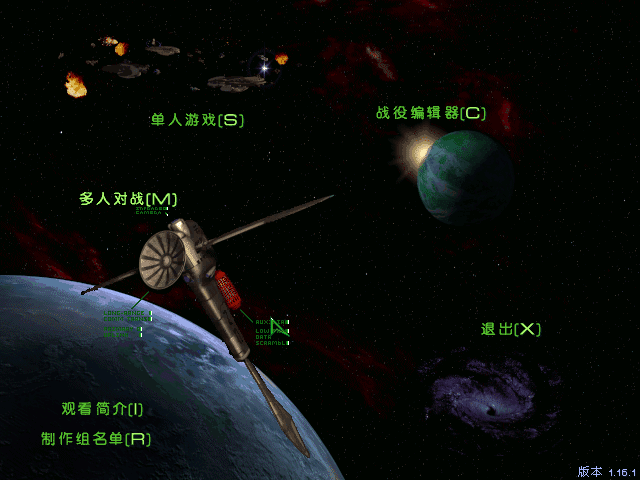 单人游戏(S)
战役编辑器(C)
多人对战(M)
退出(X)
观看简介(I)
制作组名单(R)
版本 1.16.1